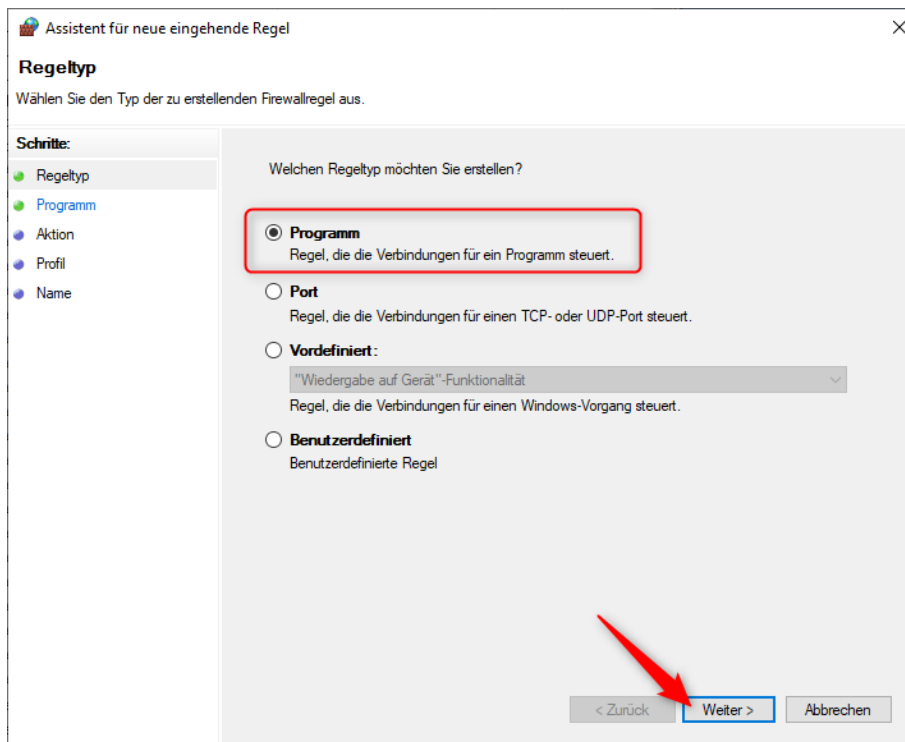 Assistent für neue eingehende Regel
Regeltyp
Wählen Sie den Typ der zu erstellenden Firewallregel aus.
Schritte:
Regeltyp
Programm
Aktion
Profil
Name
Welchen Regeltyp möchten Sie erstellen?
Programm
Regel, die die Verbindungen für ein Programm steuert.
Port
Regel, die die Verbindungen für einen TCP- oder UDP-Port steuert.
Vordefiniert:
"Wiedergabe auf Gerät"-Funktionalität
Regel, die die Verbindungen für einen Windows-Vorgang steuert.
Benutzerdefiniert
Benutzerdefinierte Regel
< Zurück
Weiter >
Abbrechen